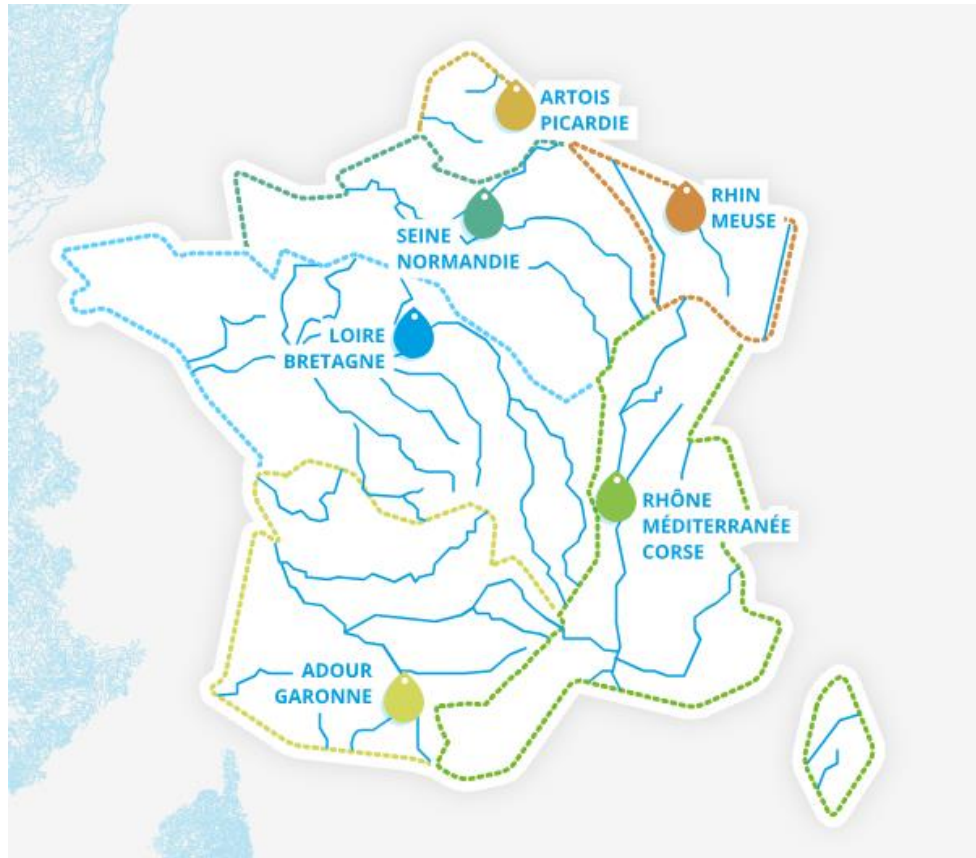 ARTOIS
PICARDIE
RHIN
MEUSE
SEINE
NORMANDIE
LOIRE
BRETAGNE
RHÔNE
MÉDITERRANÉE
CORSE
ADOUR
GARONNE